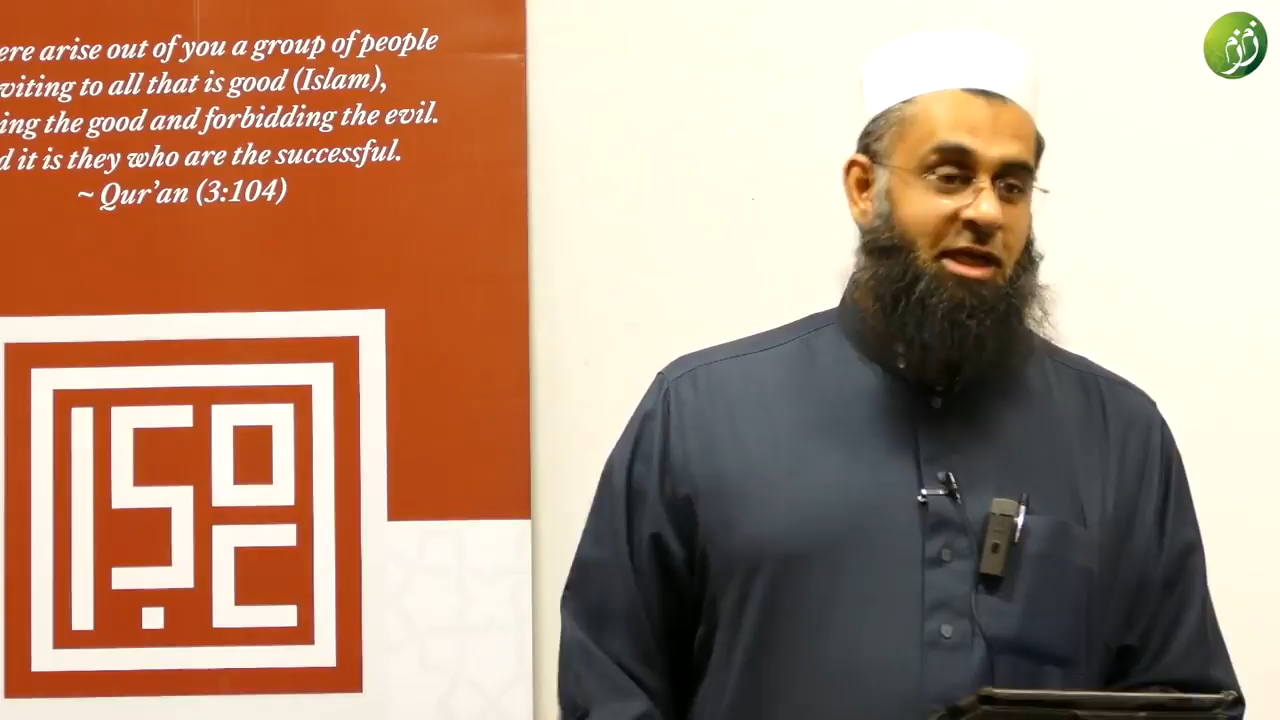 ere arise out of you a group of people
viting to all that is good (Islam),
ing the good and forbidding the evil.
d it is they who are the successful.
~ Qur'an (3:104)
زمزم